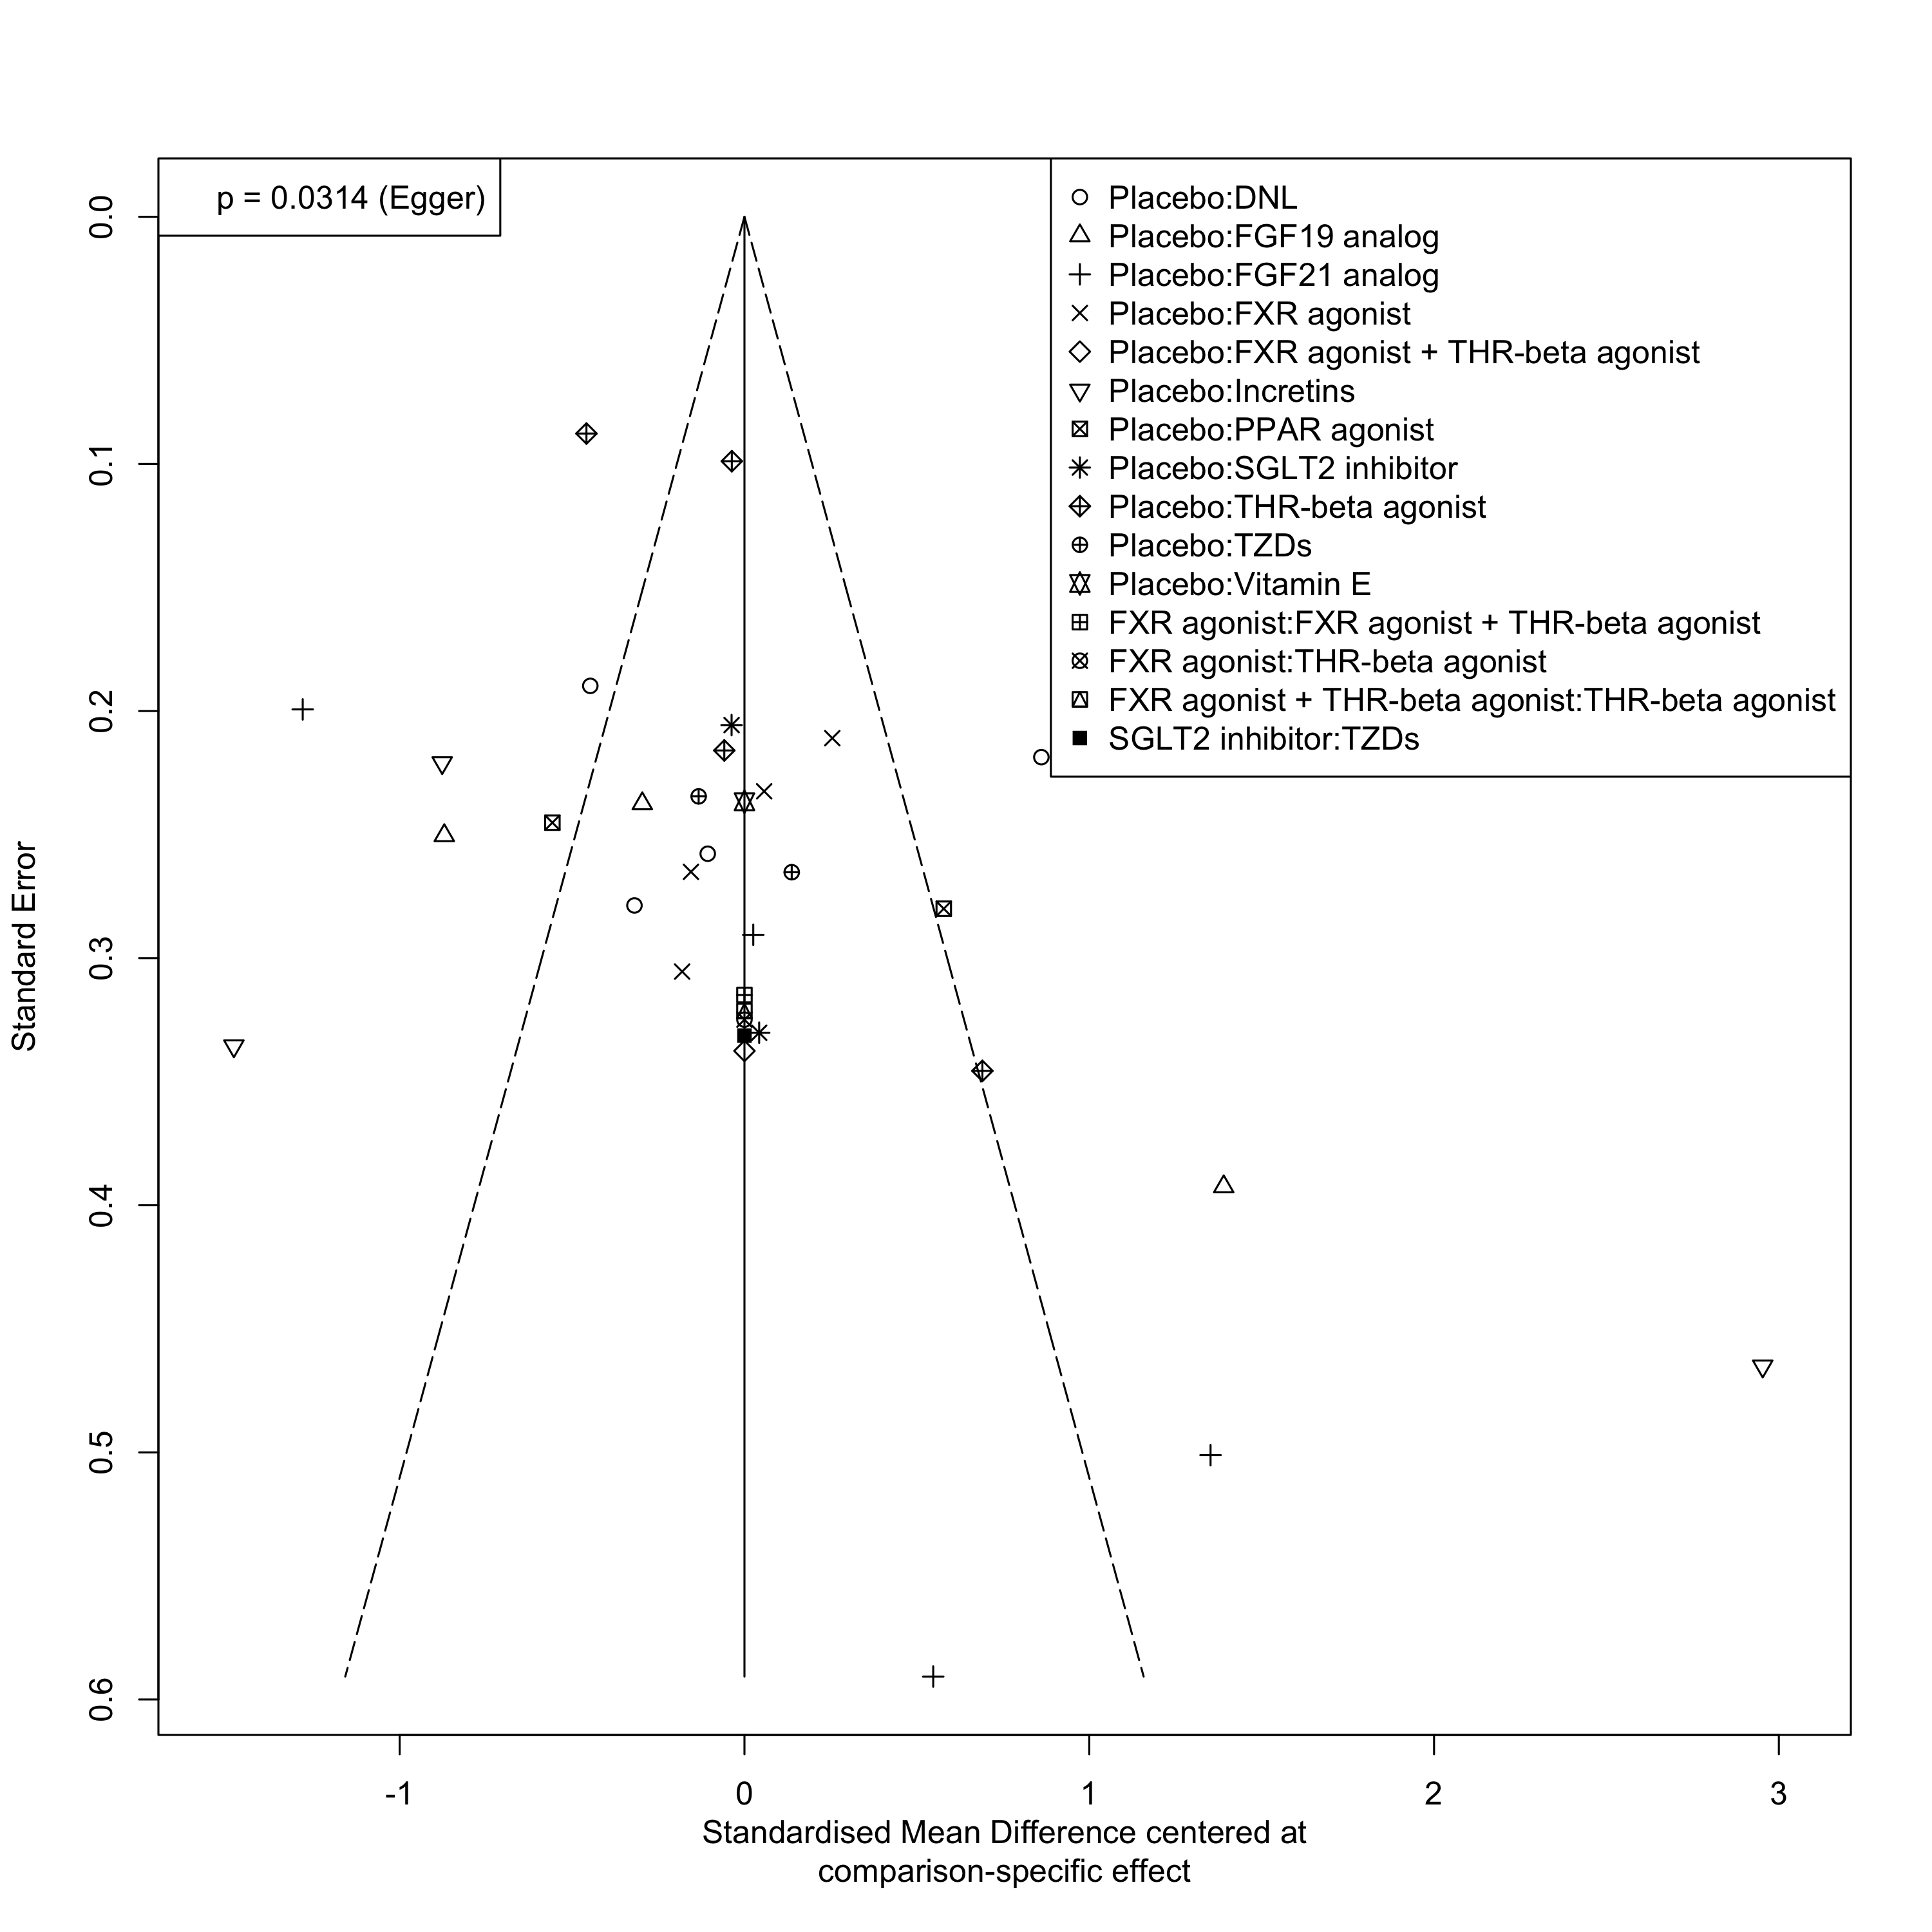 p = 0.0314 (Egger)
Placebo:DNL
Placebo:FGF19 analog
Placebo:FGF21 analog
Placebo:FXR agonist
Placebo:FXR agonist + THR-beta agonist
Placebo:Incretins
Placebo:PPAR agonist
Placebo:SGLT2 inhibitor
Placebo:THR-beta agonist
Placebo:TZDs
Placebo:Vitamin E
FXR agonist:FXR agonist + THR-beta agonist
FXR agonist:THR-beta agonist
FXR agonist + THR-beta agonist:THR-beta agonist
SGLT2 inhibitor:TZDs
Standard Error
0.0
0.1
0.2
0.3
0.4
0.5
0.6
-1
0
1
2
3
Standardised Mean Difference centered at
comparison-specific effect